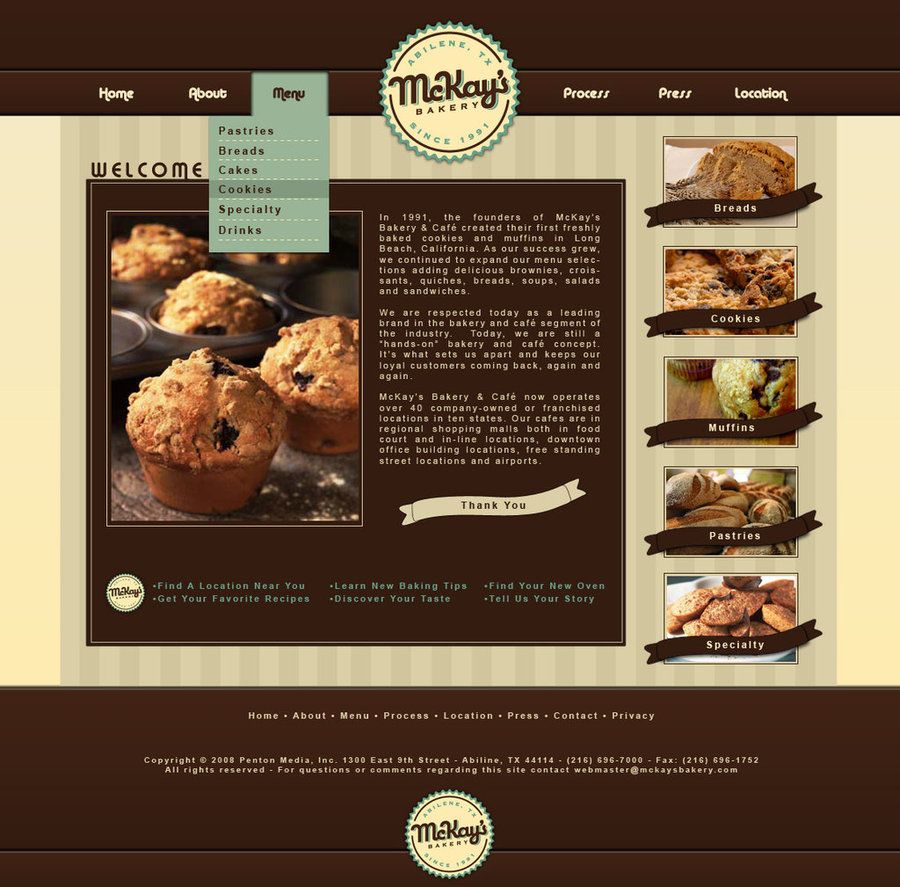 ABILENE, TX
McKay's
BAKERY
SINCE 1991
Home
About
Menu
Process
Press
Location
Pastries
Breads
Cakes
Cookies
Specialty
Drinks
WELCOME
In 1991, the founders of McKay's
Bakery & Café created their first freshly
baked cookies and muffins in Long
Beach, California. As our success grew,
we continued to expand our menu selec-
tions adding delicious brownies, crois-
sants, quiches, breads, soups, salads
and sandwiches.
We are respected today as a leading
brand in the bakery and café segment of
the industry. Today, we are still a
"hands-on" bakery and café concept.
It's what sets us apart and keeps our
loyal customers coming back, again and
again.
McKay's Bakery & Café now operates
over 40 company-owned or franchised
locations in ten states. Our cafes are in
regional shopping malls both in food
court and in-line locations, downtown
office building locations, free standing
street locations and airports.
Thank You
McKay's
BAKERY
•Find A Location Near You
•Get Your Favorite Recipes
•Learn New Baking Tips
•Discover Your Taste
•Find Your New Oven
•Tell Us Your Story
Breads
Cookies
Muffins
Pastries
Specialty
Home • About • Menu • Process • Location • Press • Contact • Privacy
Copyright © 2008 Penton Media, Inc. 1300 East 9th Street - Abiline, TX 44114 - (216) 696-7000 - Fax: (216) 696-1752
All rights reserved - For questions or comments regarding this site contact webmaster@mckaysbakery.com
ABILENE, TX
McKay's
BAKERY
SINCE 1991